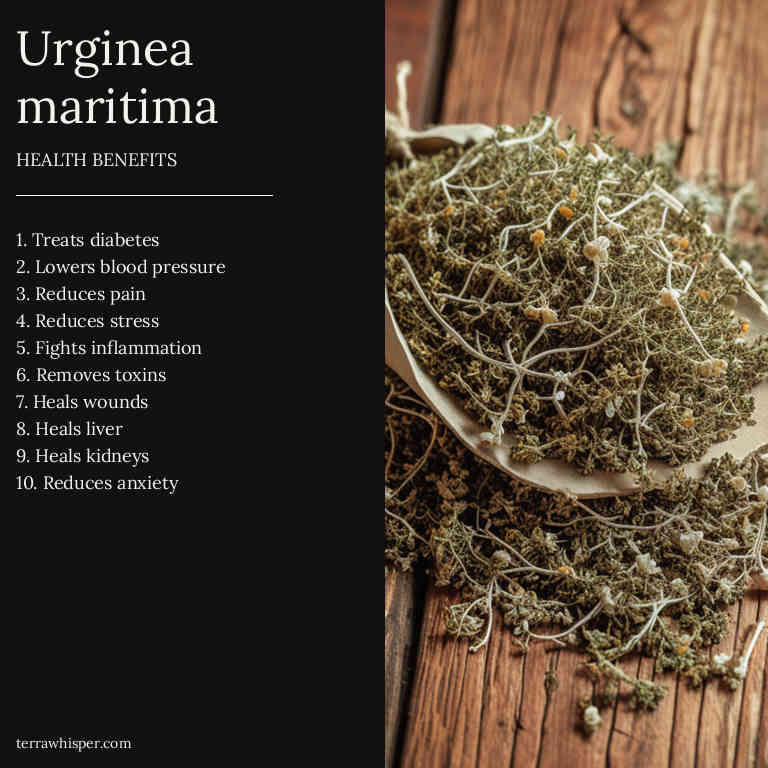 Urginea
maritima
HEALTH BENEFITS
1. Treats diabetes
2. Lowers blood pressure
3. Reduces pain
4. Reduces stress
5. Fights inflammation
6. Removes toxins
7. Heals wounds
8. Heals liver
9. Heals kidneys
10. Reduces anxiety
terrawhisper.com